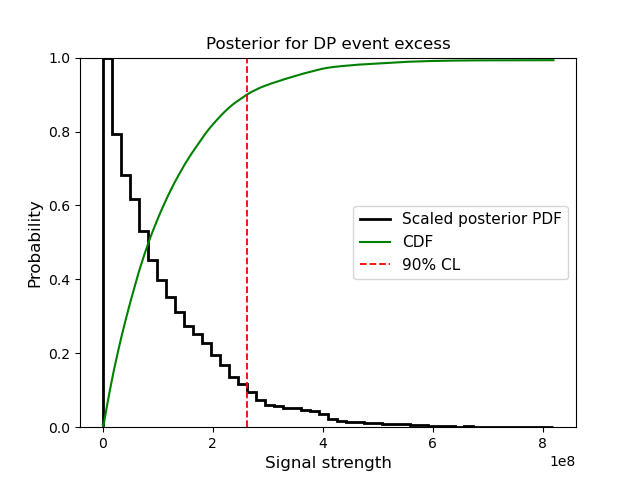 Posterior for DP event excess
Probability
1.0
0.8
0.6
0.4
0.2
0.0
Scaled posterior PDF
CDF
90% CL
0 2 4 6 8
1e8
Signal strength